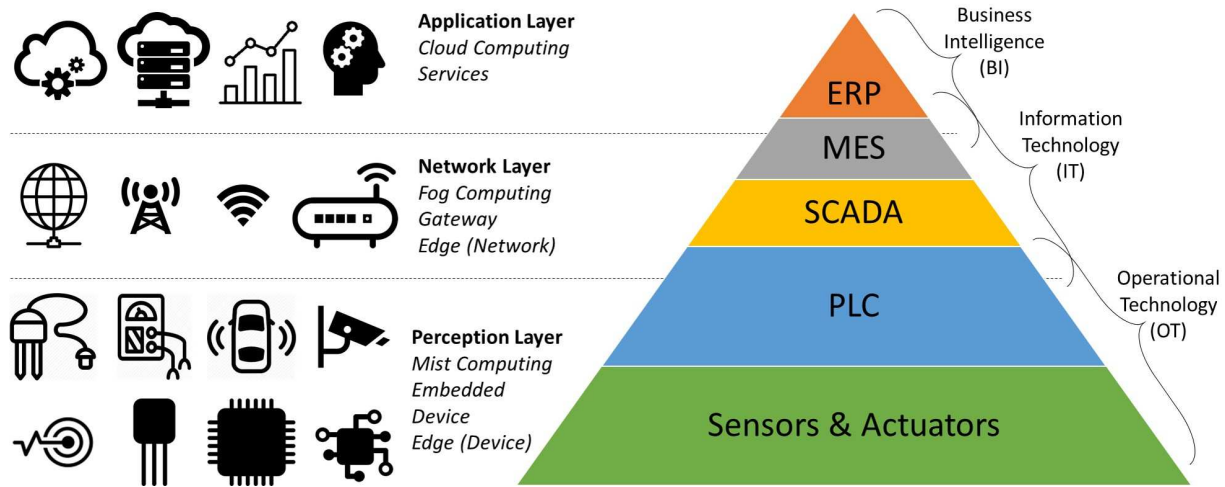 Application Layer
Cloud Computing
Services
Network Layer
Fog Computing
Gateway
Edge (Network)
Perception Layer
Mist Computing
Embedded
Device
Edge (Device)
ERP
MES
SCADA
PLC
Sensors & Actuators
Business
Intelligence
(BI)
Information
Technology
(IT)
Operational
Technology
(OT)